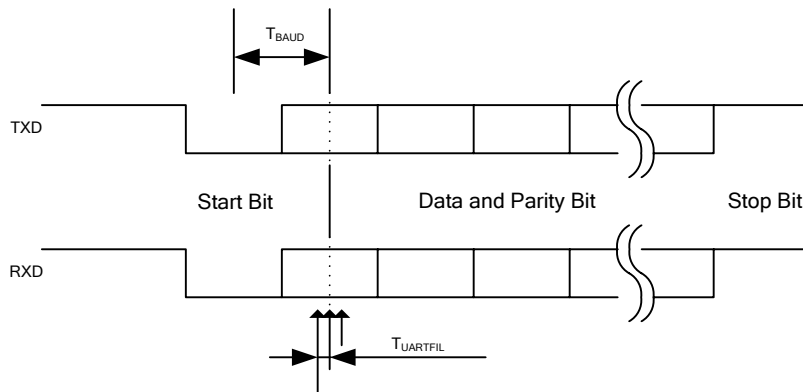 TBAUD
TXD
Start Bit
Data and Parity Bit
Stop Bit
RXD
TUARTFIL